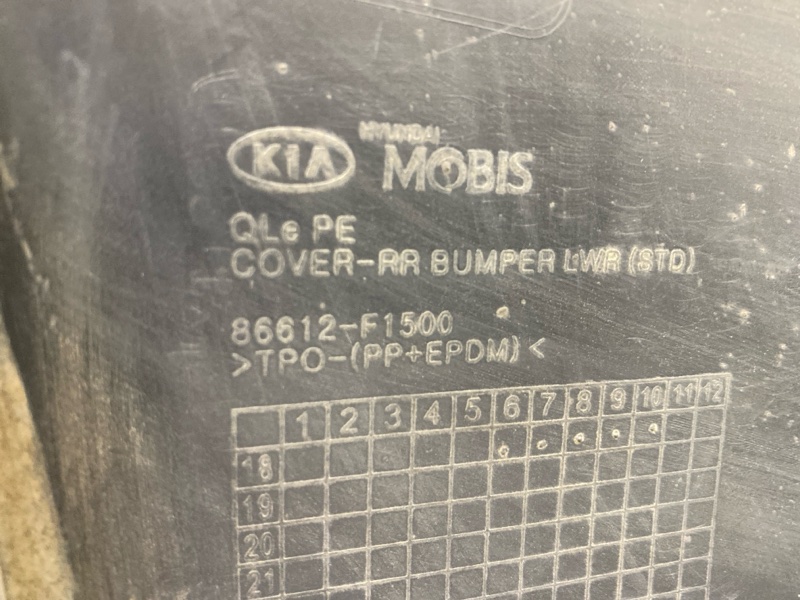 KIA HYUNDAI MOBIS
QLe PE
COVER-RR BUMPER LWR (STD)
86612-F1500
>TPO-(PP+EPDM)<
1 2 3 4 5 6 7 8 9 10 11 12
18
19
20
21